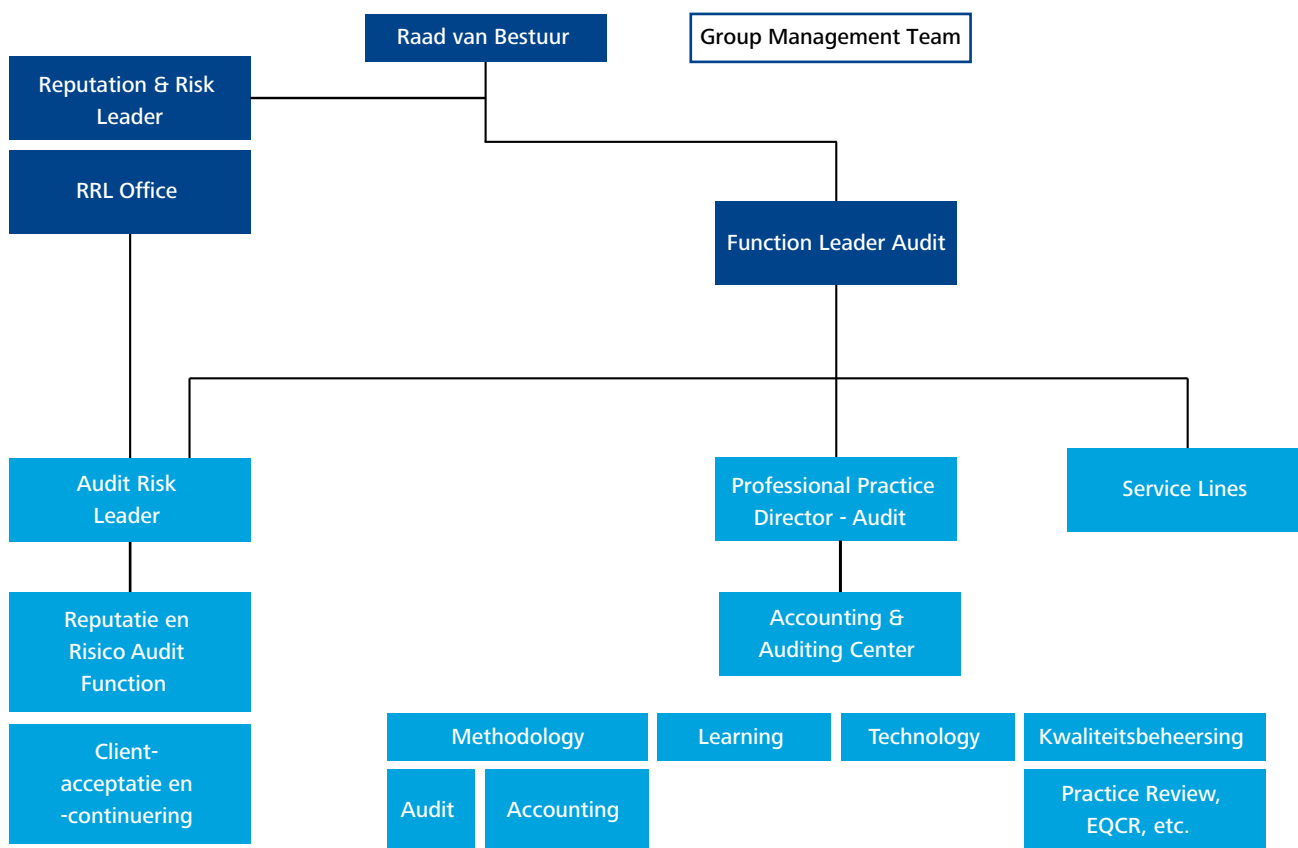 Raad van Bestuur
Group Management Team
Reputation & Risk
Leader
RRL Office
Function Leader Audit
Audit Risk
Leader
Professional Practice
Director - Audit
Service Lines
Reputatie en
Risico Audit
Function
Accounting &
Auditing Center
Client-
acceptatie en
-continuering
Methodology
Learning
Technology
Kwaliteitsbeheersing
Audit
Accounting
Practice Review,
EQCR, etc.